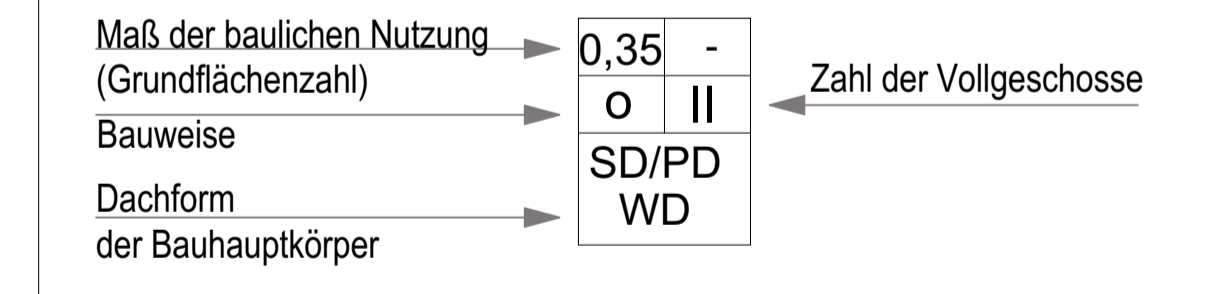 Maß der baulichen Nutzung
(Grundflächenzahl)
Bauweise
Dachform
der Bauhauptkörper
0,35 -
o II
SD/PD
WD
Zahl der Vollgeschosse